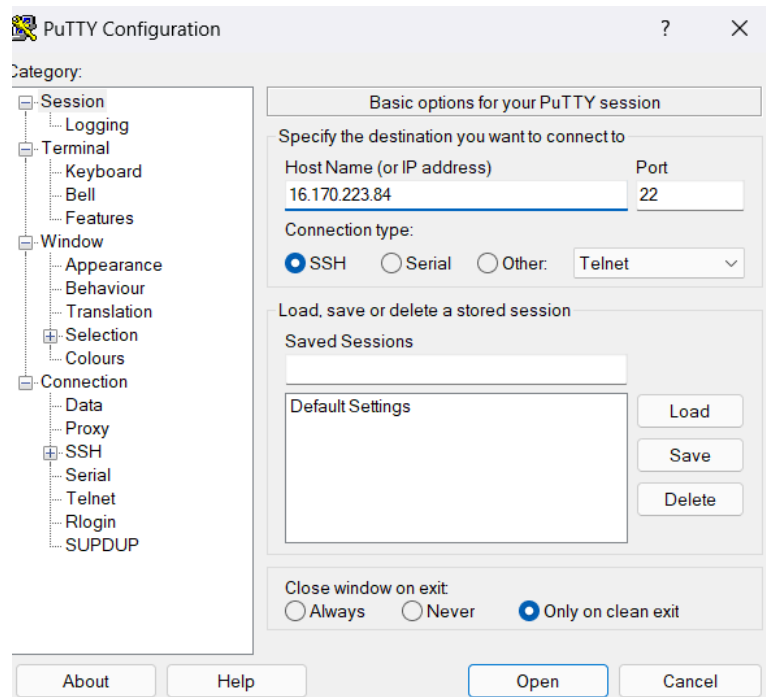 PuTTY Configuration
?
Category:
Session
Logging
Terminal
Keyboard
Bell
Features
Window
Appearance
Behaviour
Translation
Selection
Colours
Connection
Data
Proxy
SSH
Serial
Telnet
Rlogin
SUPDUP
Basic options for your PuTTY session
Specify the destination you want to connect to
Host Name (or IP address) Port
16.170.223.84 22
Connection type:
SSH Serial Other: Telnet
Load, save or delete a stored session
Saved Sessions
Default Settings
Load
Save
Delete
Close window on exit:
Always Never Only on clean exit
About Help Open Cancel